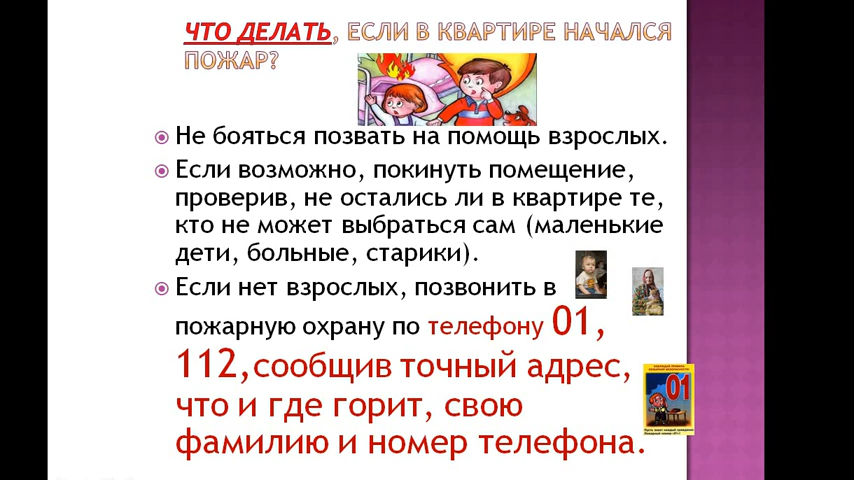 ЧТО ДЕЛАТЬ, ЕСЛИ В КВАРТИРЕ НАЧАЛСЯ
ПОЖАР?
Не бояться позвать на помощь взрослых.
Если возможно, покинуть помещение,
проверив, не остались ли в квартире те,
кто не может выбраться сам (маленькие
дети, больные, старики).
Если нет взрослых, позвонить в
пожарную охрану по телефону 01,
112,сообщив точный адрес,
что и где горит, свою
фамилию и номер телефона.
01